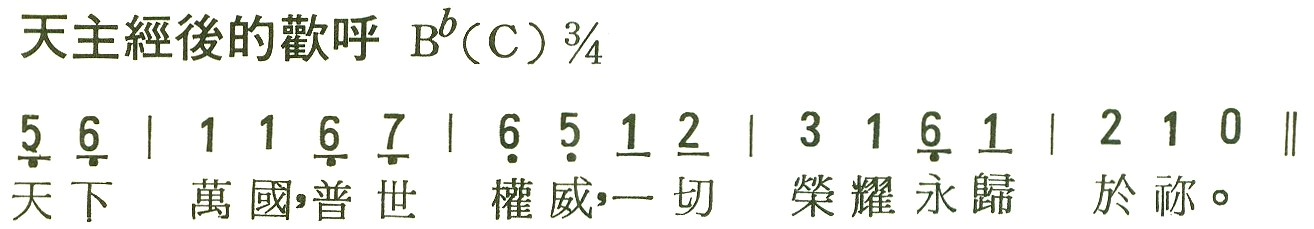 天主經後的歡呼 B♭(C) 3/4
5̣ 6̣ | 1 1 6̣ 7̣ | 6̣ 5̣ 1 2 | 3 1 6̣ 1 | 2 1 0 ‖
天下 萬國,普世 權威,一切 榮耀永歸 於祢。